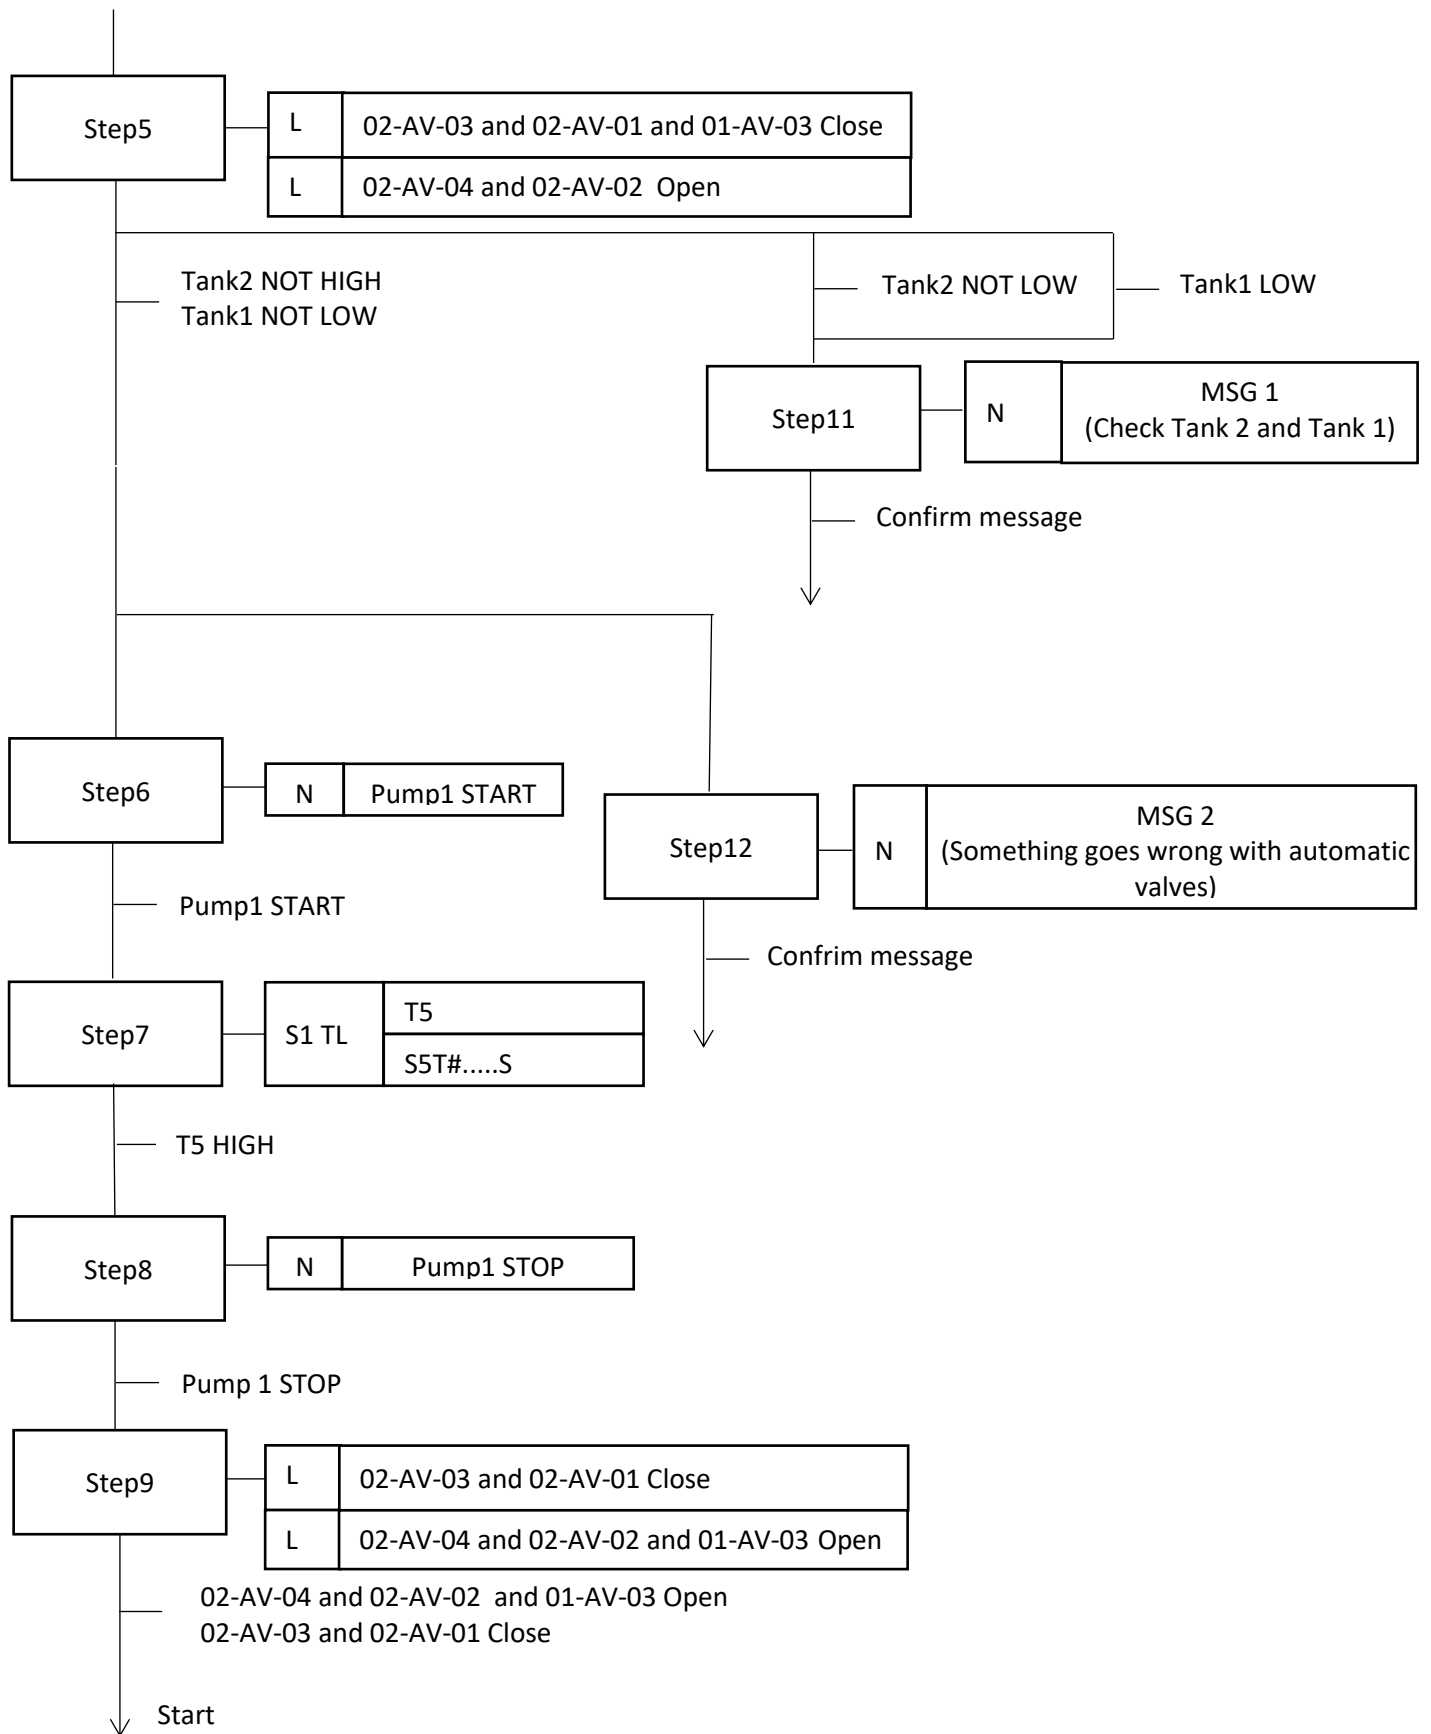 Step5
L
02-AV-03 and 02-AV-01 and 01-AV-03 Close
L
02-AV-04 and 02-AV-02  Open
Tank2 NOT HIGH
Tank1 NOT LOW
Tank2 NOT LOW
Tank1 LOW
Step11
N
MSG 1
(Check Tank 2 and Tank 1)
Confirm message
Step6
N
Pump1 START
Step12
N
MSG 2
(Something goes wrong with automatic
valves)
Pump1 START
Confrim message
Step7
S1 TL
T5
S5T#.....S
T5 HIGH
Step8
N
Pump1 STOP
Pump 1 STOP
Step9
L
02-AV-03 and 02-AV-01 Close
L
02-AV-04 and 02-AV-02 and 01-AV-03 Open
02-AV-04 and 02-AV-02  and 01-AV-03 Open
02-AV-03 and 02-AV-01 Close
Start